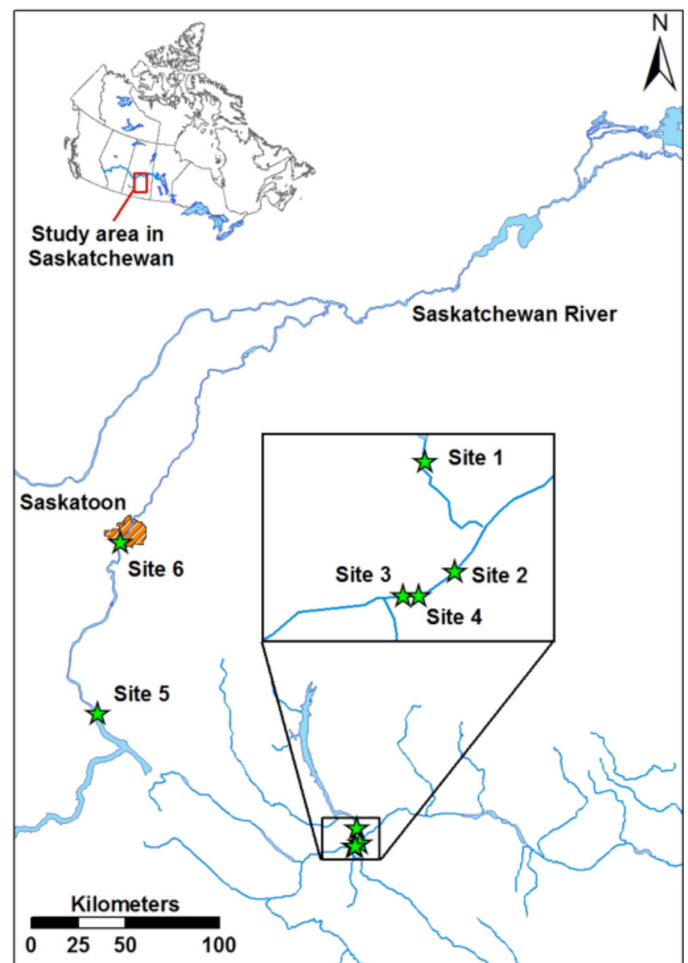 N
Study area in
Saskatchewan
Saskatchewan River
Site 1
Saskatoon
Site 6
Site 3
Site 2
Site 4
Site 5
Kilometers
0 25 50 100